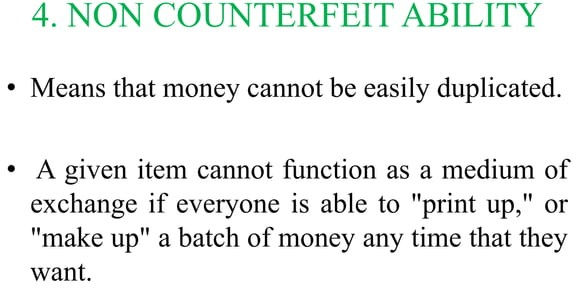 4. NON COUNTERFEIT ABILITY
• Means that money cannot be easily duplicated.
• A given item cannot function as a medium of
exchange if everyone is able to "print up," or
"make up" a batch of money any time that they
want.